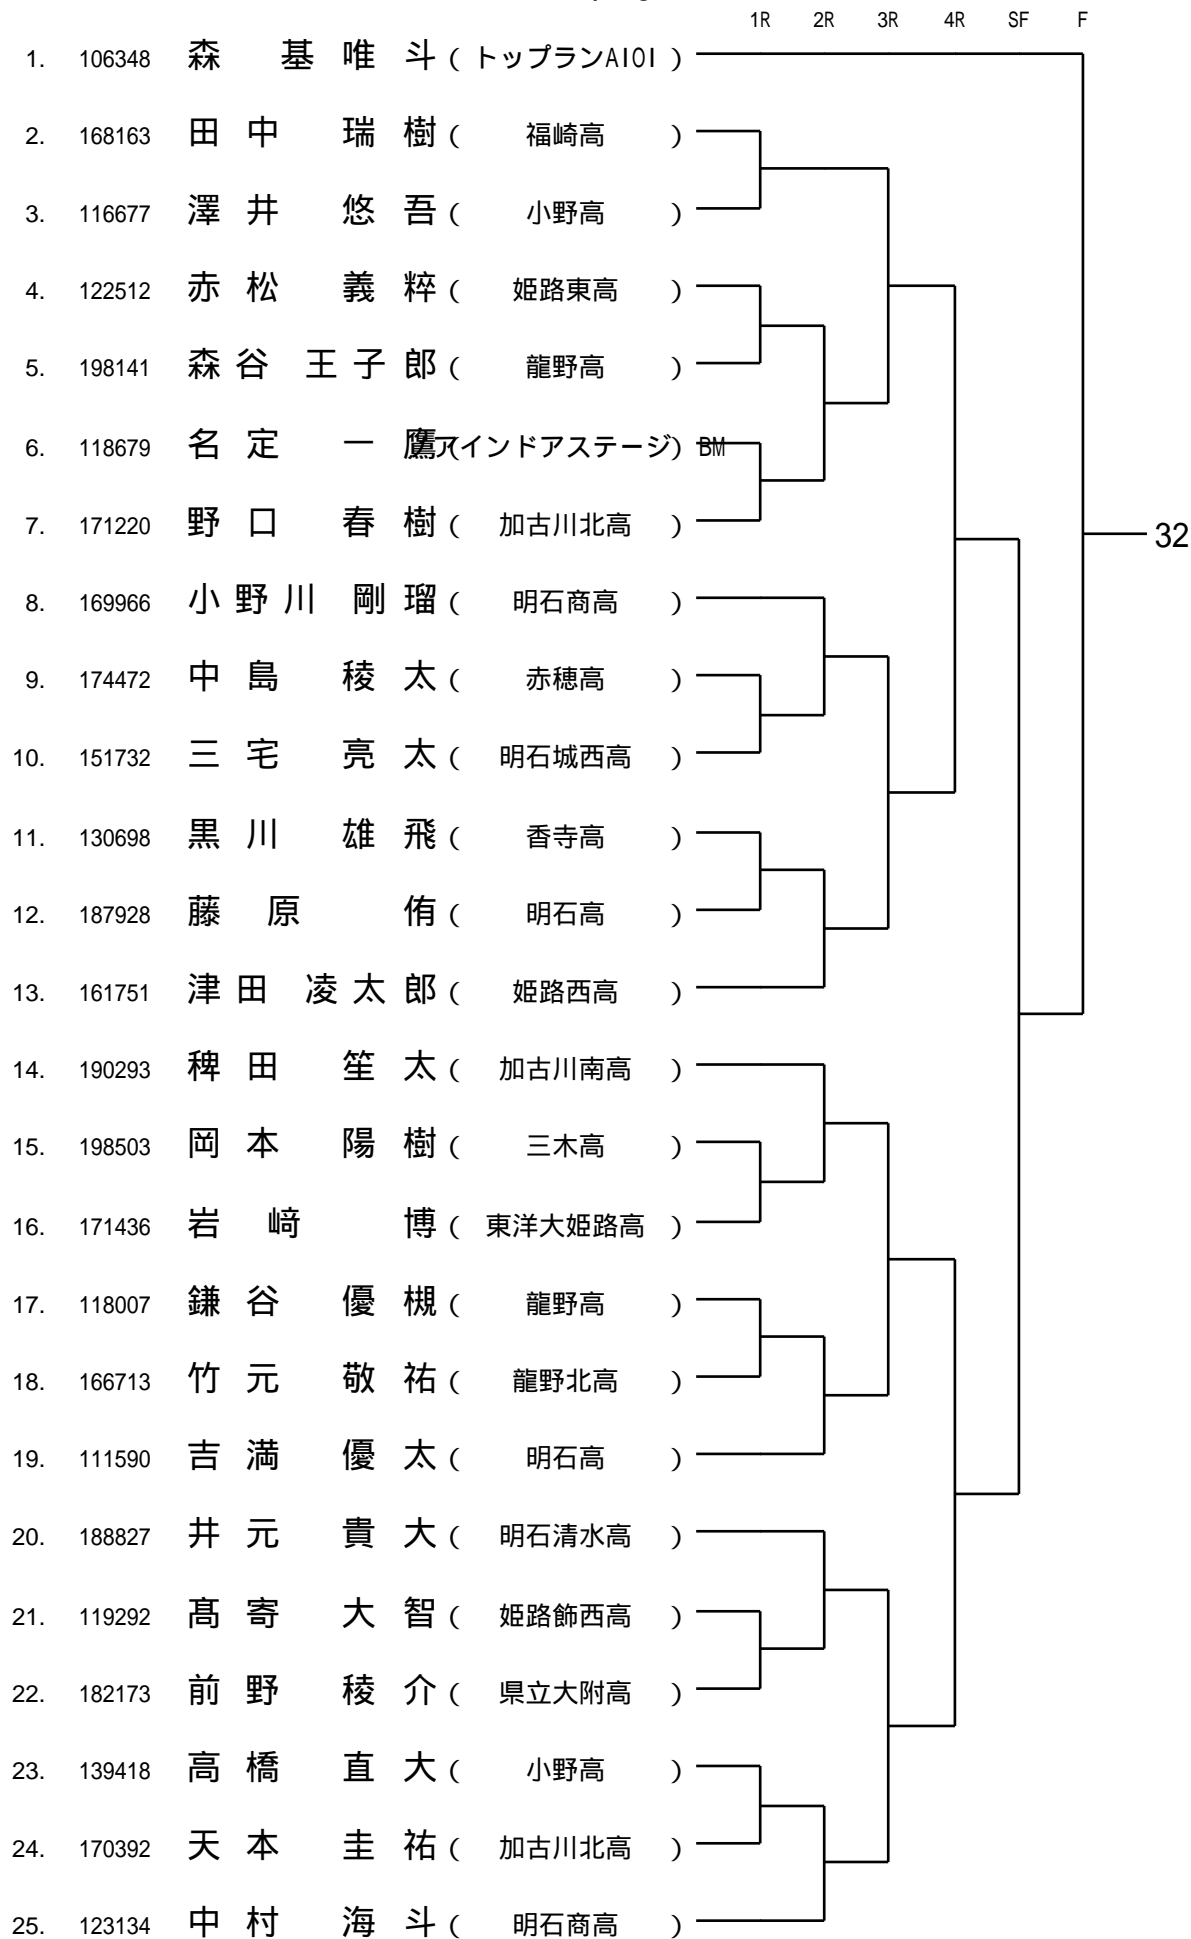 1R 2R 3R 4R SF F
1. 106348 森 基 唯 斗 ( トップランAIOI )
2. 168163 田 中 瑞 樹 ( 福崎高 )
3. 116677 澤 井 悠 吾 ( 小野高 )
4. 122512 赤 松 義 粹 ( 姫路東高 )
5. 198141 森 谷 王 子 郎 ( 龍野高 )
6. 118679 名 定 一 鷹 ( アインドアステージ ) BM
7. 171220 野 口 春 樹 ( 加古川北高 )
32
8. 169966 小 野 川 剛 瑠 ( 明石商高 )
9. 174472 中 島 稜 太 ( 赤穂高 )
10. 151732 三 宅 亮 太 ( 明石城西高 )
11. 130698 黒 川 雄 飛 ( 香寺高 )
12. 187928 藤 原 侑 ( 明石高 )
13. 161751 津 田 凌 太 郎 ( 姫路西高 )
14. 190293 稗 田 笙 太 ( 加古川南高 )
15. 198503 岡 本 陽 樹 ( 三木高 )
16. 171436 岩 﨑 博 ( 東洋大姫路高 )
17. 118007 鎌 谷 優 槻 ( 龍野高 )
18. 166713 竹 元 敬 祐 ( 龍野北高 )
19. 111590 吉 満 優 太 ( 明石高 )
20. 188827 井 元 貴 大 ( 明石清水高 )
21. 119292 髙 寄 大 智 ( 姫路飾西高 )
22. 182173 前 野 稜 介 ( 県立大附高 )
23. 139418 高 橋 直 大 ( 小野高 )
24. 170392 天 本 圭 祐 ( 加古川北高 )
25. 123134 中 村 海 斗 ( 明石商高 )